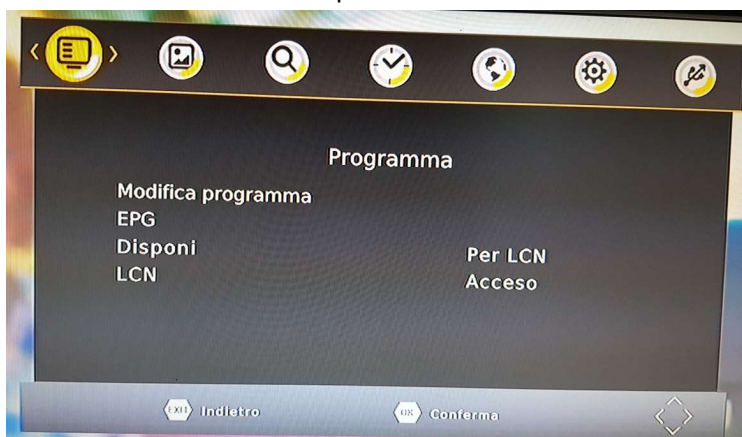 Programma
Modifica programma
EPG
Disponi Per LCN
LCN Acceso
EXIT Indietro OK Conferma